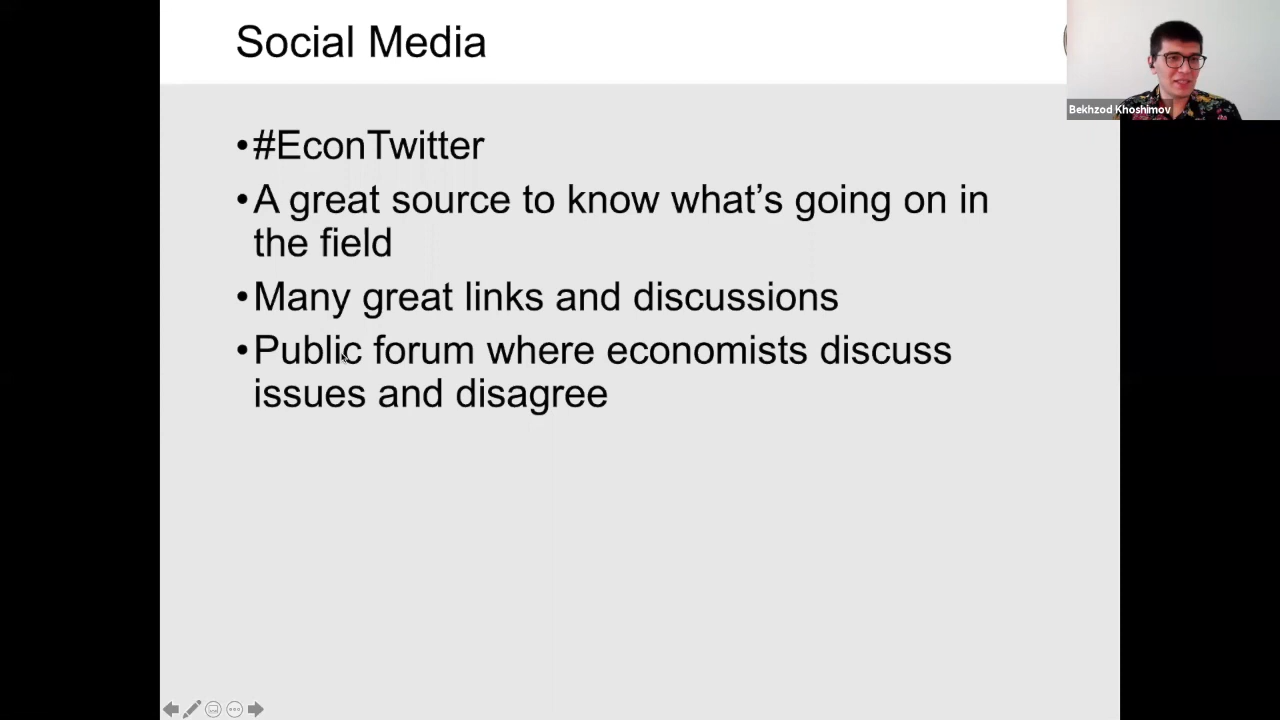 Social Media
Bekhzod Khoshimov
•#EconTwitter
•A great source to know what’s going on in
the field
•Many great links and discussions
•Public forum where economists discuss
issues and disagree